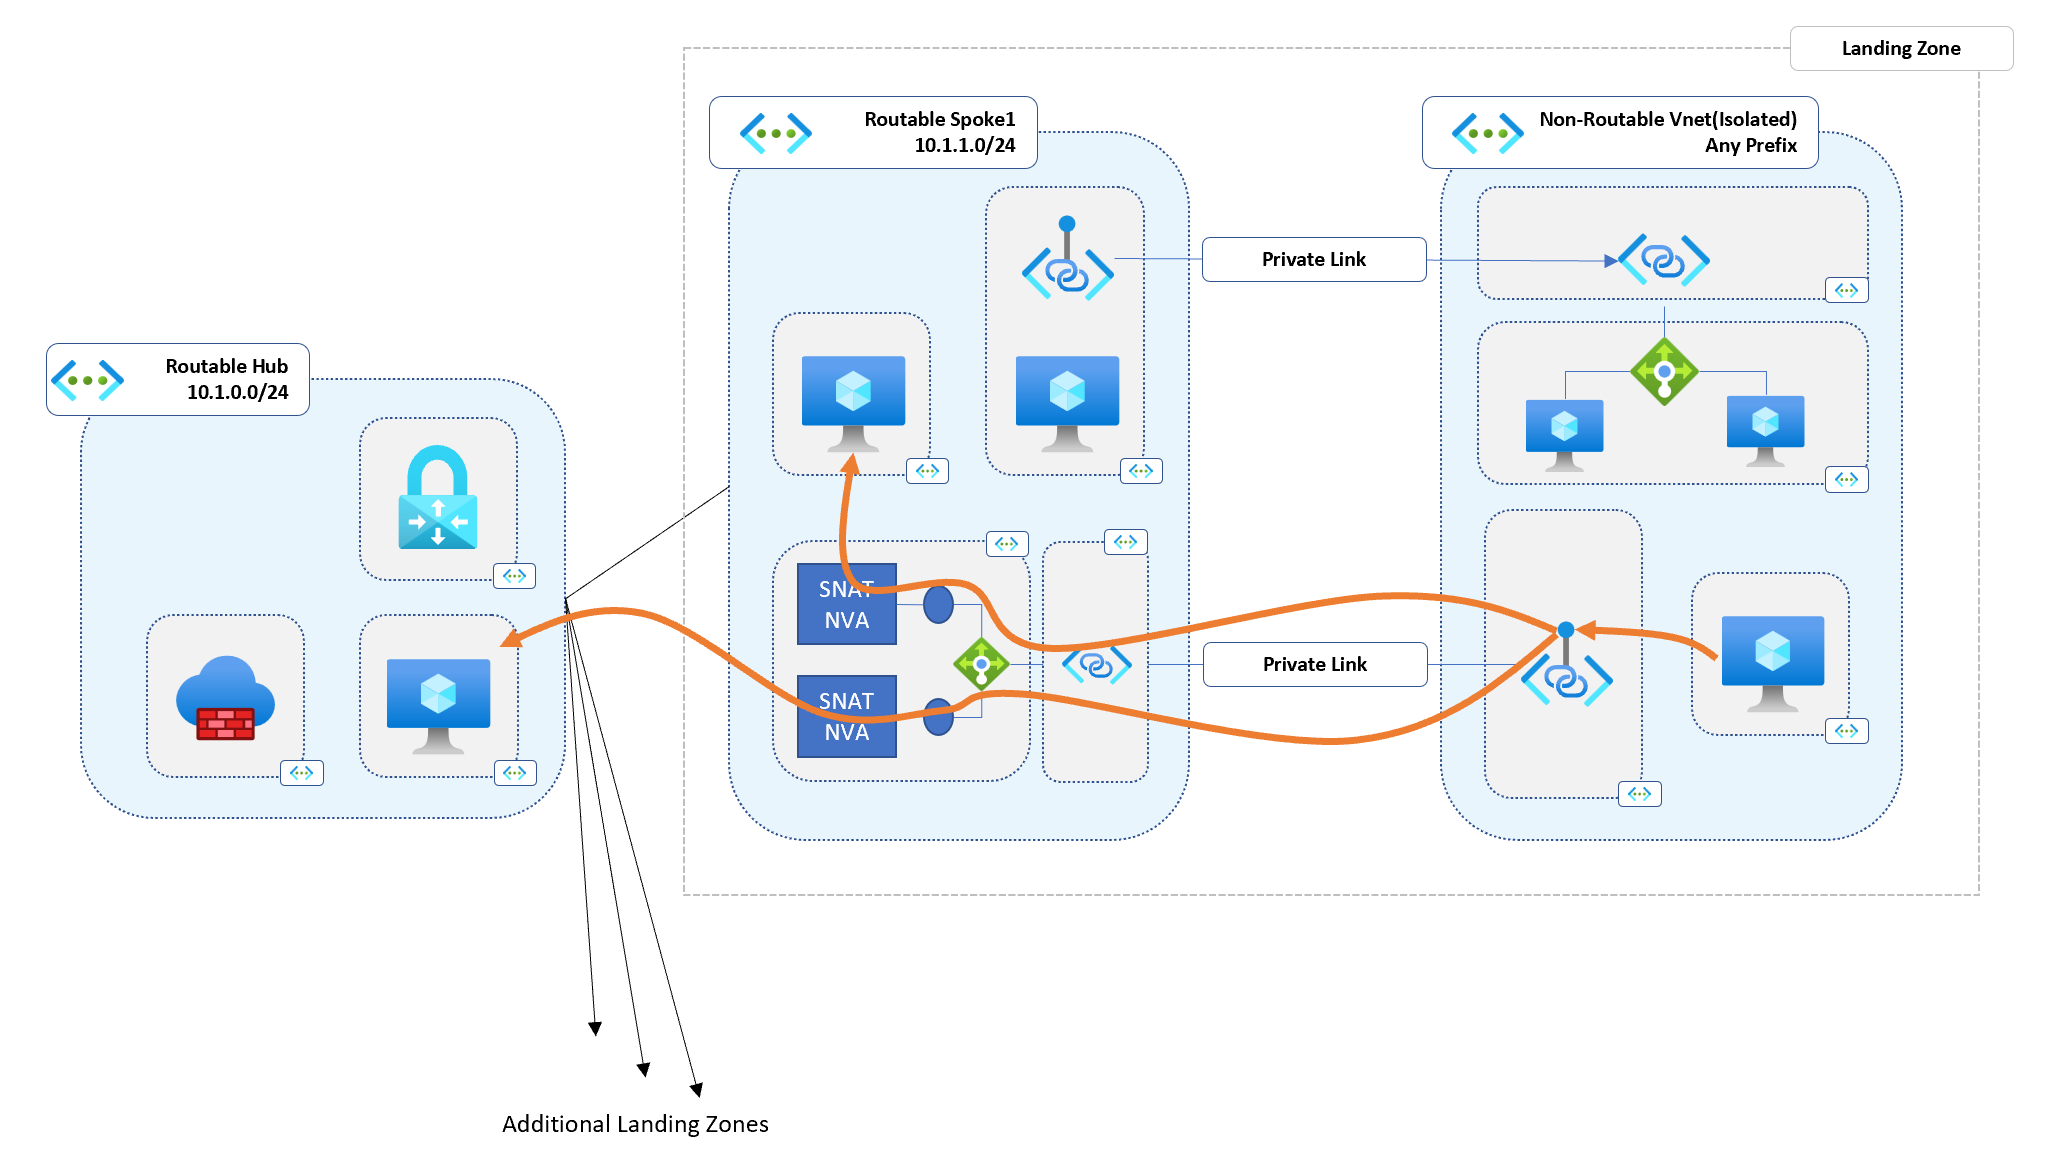 Landing Zone
Routable Spoke1
10.1.1.0/24
Non-Routable Vnet(Isolated)
Any Prefix
Private Link
Routable Hub
10.1.0.0/24
SNAT
NVA
Private Link
SNAT
NVA
Additional Landing Zones